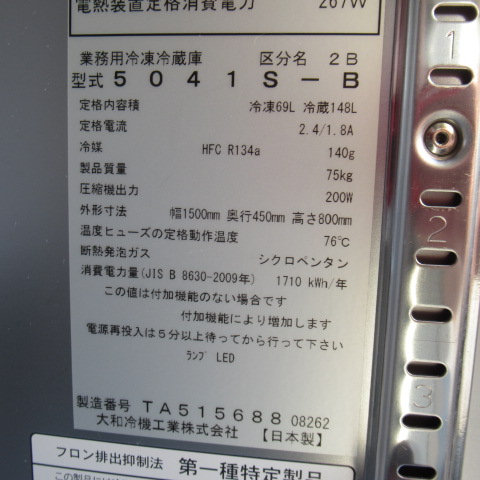 電熱装置定格消費電力 267W
業務用冷凍冷蔵庫 区分名 2B
型式 5041S-B
定格内容積 冷凍69L 冷蔵148L
定格電流 2.4/1.8A
冷媒 HFC R134a 140g
製品質量 75kg
圧縮機出力 200W
外形寸法 幅1500mm 奥行450mm 高さ800mm
温度ヒューズの定格動作温度 76℃
断熱発泡ガス シクロペンタン
消費電力量(JIS B 8630-2009年) 1710 kWh/年
この値は付加機能のない場合です
付加機能により増加します
電源再投入は5分以上待ってから行って下さい
ﾗﾝﾌﾟ LED
製造番号 TA515688 08262
大和冷機工業株式会社 【日本製】
フロン排出抑制法 第一種特定製品
1
2
3